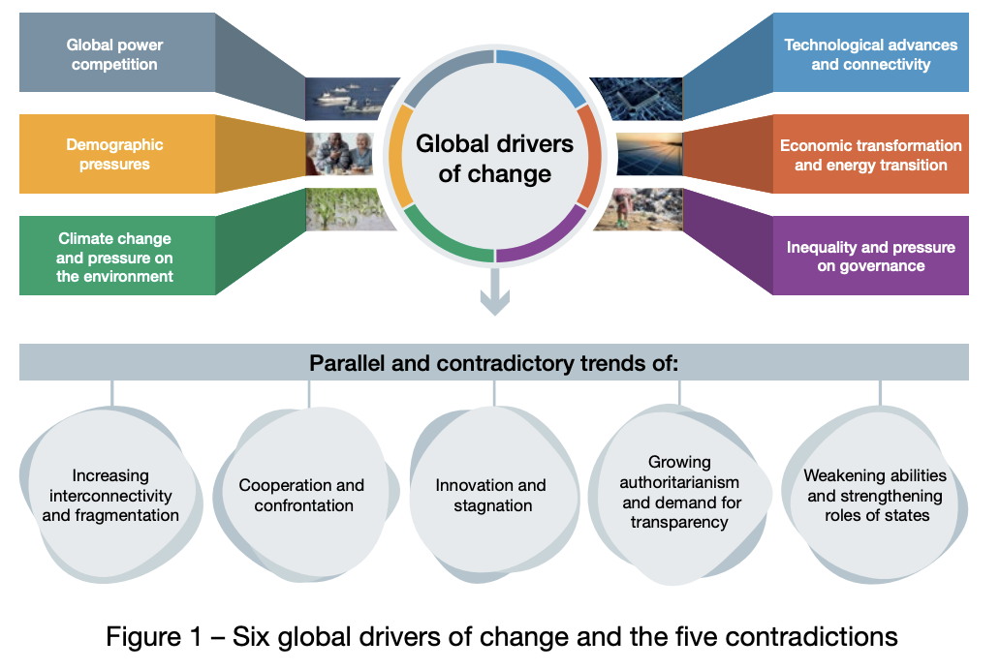 Global power
competition
Demographic
pressures
Climate change
and pressure on
the environment
Global drivers
of change
Technological advances
and connectivity
Economic transformation
and energy transition
Inequality and pressure
on governance
Parallel and contradictory trends of:
Increasing
interconnectivity
and fragmentation
Cooperation and
confrontation
Innovation and
stagnation
Growing
authoritarianism
and demand for
transparency
Weakening abilities
and strengthening
roles of states
Figure 1 – Six global drivers of change and the five contradictions